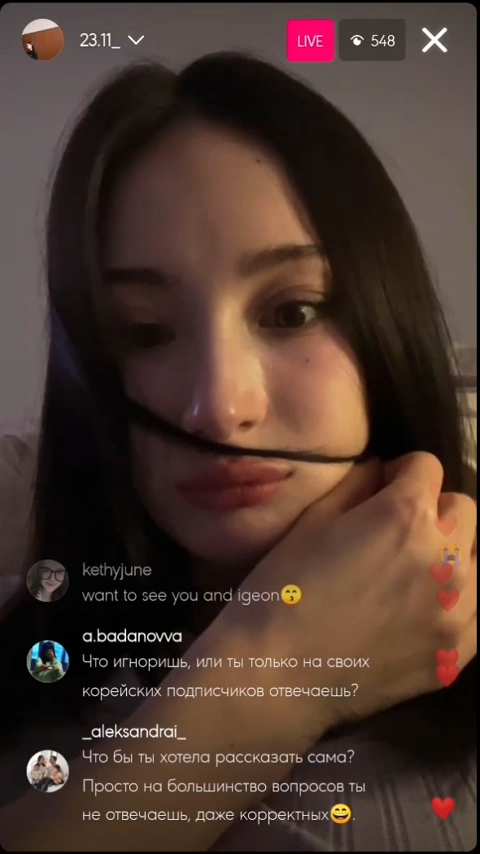 23.11_
LIVE
548
kethyjune
want to see you and igeon😙
a.badanovva
Что игноришь, или ты только на своих
корейских подписчиков отвечаешь?
_aleksandrai_
Что бы ты хотела рассказать сама?
Просто на большинство вопросов ты
не отвечаешь, даже корректных😄.